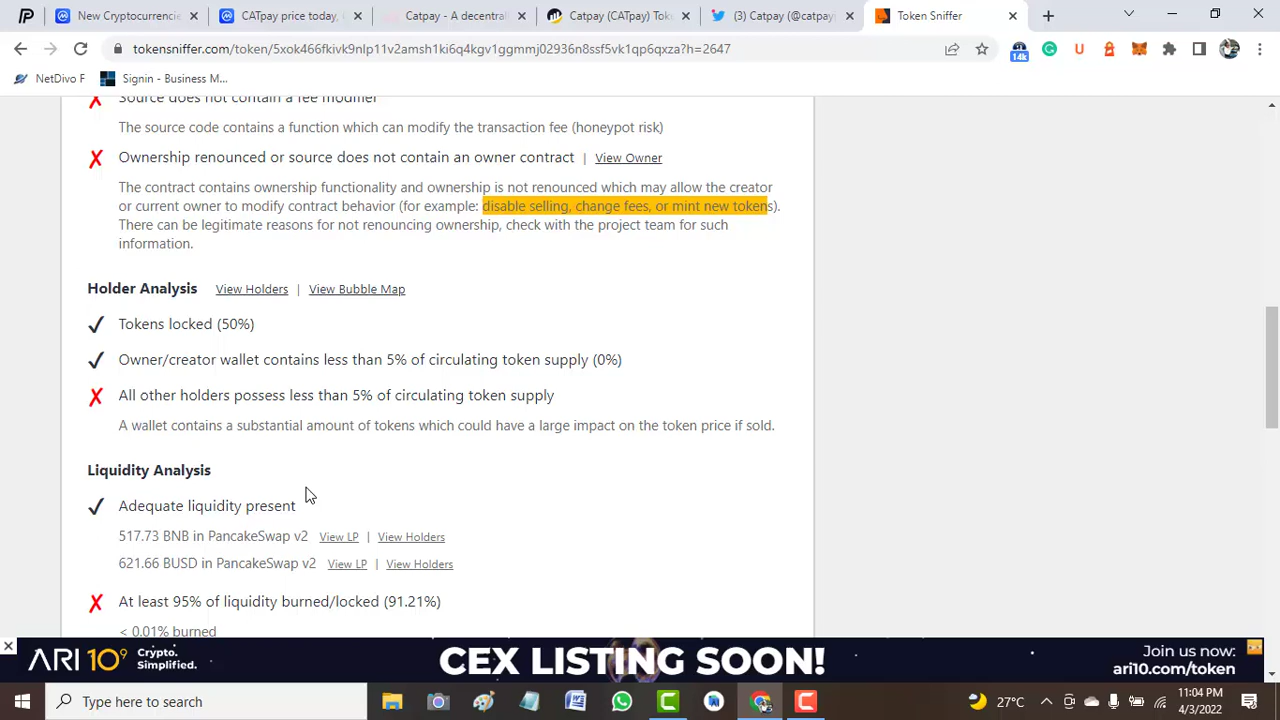 New Cryptocurrencie
CATpay price today,
Catpay - A decentrali
Catpay (CATpay) Tok
(3) Catpay (@catpay
Token Sniffer
tokensniffer.com/token/5xok466fkivk9nlp11v2amsh1ki6q4kgv1ggmmj02936n8ssf5vk1qp6qxza?h=2647
14k
NetDivo F
Signin - Business M...
Source does not contain a fee modifier
The source code contains a function which can modify the transaction fee (honeypot risk)
Ownership renounced or source does not contain an owner contract | View Owner
The contract contains ownership functionality and ownership is not renounced which may allow the creator
or current owner to modify contract behavior (for example: disable selling, change fees, or mint new tokens).
There can be legitimate reasons for not renouncing ownership, check with the project team for such
information.
Holder Analysis View Holders | View Bubble Map
Tokens locked (50%)
Owner/creator wallet contains less than 5% of circulating token supply (0%)
All other holders possess less than 5% of circulating token supply
A wallet contains a substantial amount of tokens which could have a large impact on the token price if sold.
Liquidity Analysis
Adequate liquidity present
517.73 BNB in PancakeSwap v2 View LP | View Holders
621.66 BUSD in PancakeSwap v2 View LP | View Holders
At least 95% of liquidity burned/locked (91.21%)
< 0.01% burned
ARI 10⁹
Crypto.
Simplified.
CEX LISTING SOON!
Join us now:
ari10.com/token
Type here to search
27°C
11:04 PM
4/3/2022